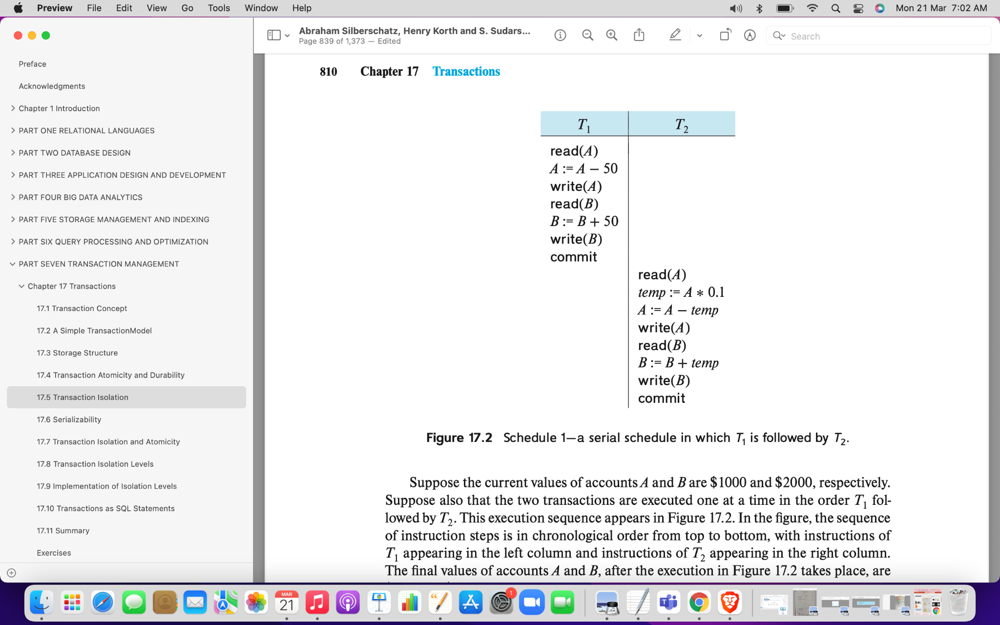 Preview File Edit View Go Tools Window Help Mon 21 Mar 7:02 AM
Abraham Silberschatz, Henry Korth and S. Sudars...
Page 839 of 1,373 — Edited
Search
Preface
Acknowledgments
Chapter 1 Introduction
PART ONE RELATIONAL LANGUAGES
PART TWO DATABASE DESIGN
PART THREE APPLICATION DESIGN AND DEVELOPMENT
PART FOUR BIG DATA ANALYTICS
PART FIVE STORAGE MANAGEMENT AND INDEXING
PART SIX QUERY PROCESSING AND OPTIMIZATION
PART SEVEN TRANSACTION MANAGEMENT
Chapter 17 Transactions
17.1 Transaction Concept
17.2 A Simple TransactionModel
17.3 Storage Structure
17.4 Transaction Atomicity and Durability
17.5 Transaction Isolation
17.6 Serializability
17.7 Transaction Isolation and Atomicity
17.8 Transaction Isolation Levels
17.9 Implementation of Isolation Levels
17.10 Transactions as SQL Statements
17.11 Summary
Exercises
810 Chapter 17 Transactions
T1 T2
read(A)
A := A − 50
write(A)
read(B)
B := B + 50
write(B)
commit
read(A)
temp := A * 0.1
A := A − temp
write(A)
read(B)
B := B + temp
write(B)
commit
Figure 17.2 Schedule 1—a serial schedule in which T1 is followed by T2.
Suppose the current values of accounts A and B are $1000 and $2000, respectively.
Suppose also that the two transactions are executed one at a time in the order T1 fol-
lowed by T2. This execution sequence appears in Figure 17.2. In the figure, the sequence
of instruction steps is in chronological order from top to bottom, with instructions of
T1 appearing in the left column and instructions of T2 appearing in the right column.
The final values of accounts A and B, after the execution in Figure 17.2 takes place, are
MAR
21
1